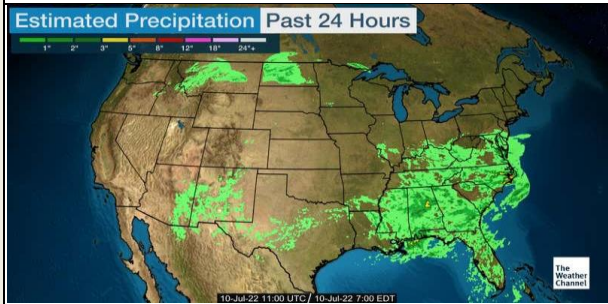 Estimated Precipitation Past 24 Hours
1" 2" 3" 5" 8" 12" 18" 24"+
The
Weather
Channel
10-Jul-22 11:00 UTC / 10-Jul-22 7:00 EDT